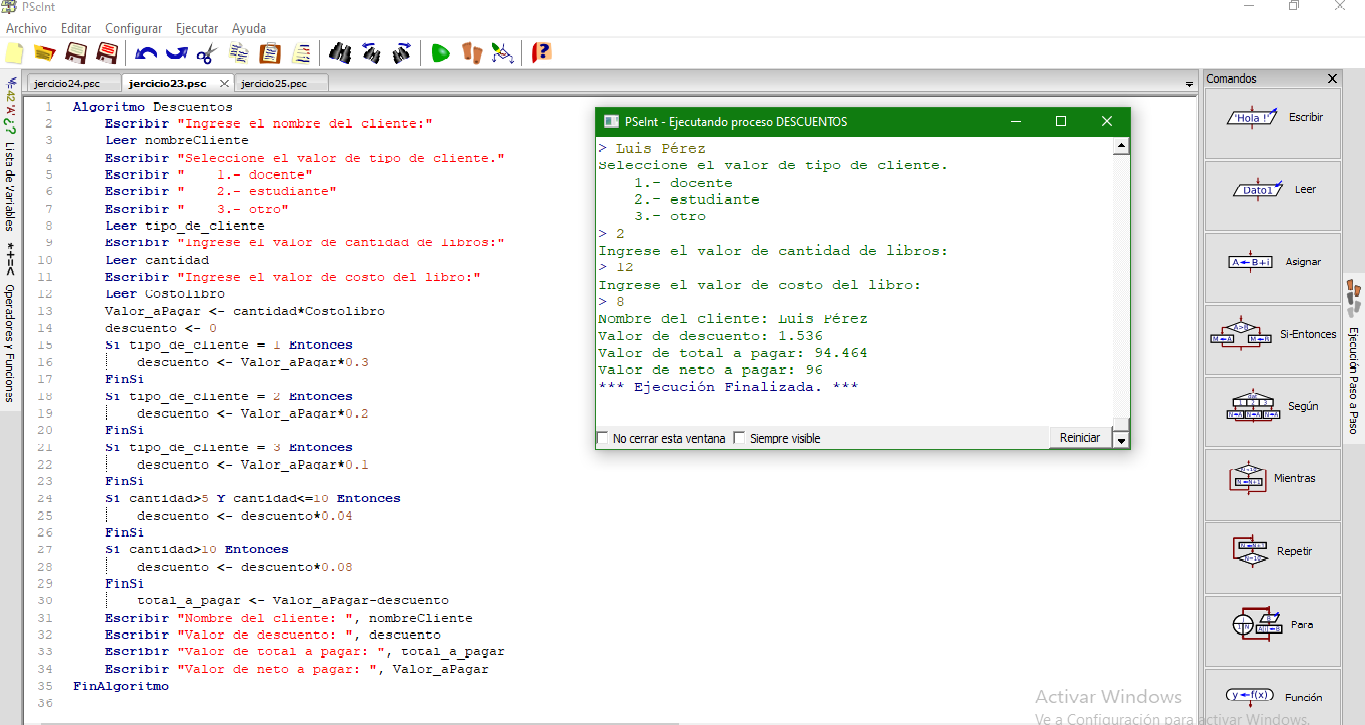 PSeInt
Archivo Editar Configurar Ejecutar Ayuda
jercicio24.psc jercicio23.psc jercicio25.psc
1 Algoritmo Descuentos
2 Escribir "Ingrese el nombre del cliente:"
3 Leer nombreCliente
4 Escribir "Seleccione el valor de tipo de cliente."
5 Escribir "    1.- docente"
6 Escribir "    2.- estudiante"
7 Escribir "    3.- otro"
8 Leer tipo_de_cliente
9 Escribir "Ingrese el valor de cantidad de libros:"
10 Leer cantidad
11 Escribir "Ingrese el valor de costo del libro:"
12 Leer Costolibro
13 Valor_aPagar <- cantidad*Costolibro
14 descuento <- 0
15 Si tipo_de_cliente = 1 Entonces
16 descuento <- Valor_aPagar*0.3
17 FinSi
18 Si tipo_de_cliente = 2 Entonces
19 descuento <- Valor_aPagar*0.2
20 FinSi
21 Si tipo_de_cliente = 3 Entonces
22 descuento <- Valor_aPagar*0.1
23 FinSi
24 Si cantidad>5 Y cantidad<=10 Entonces
25 descuento <- descuento*0.04
26 FinSi
27 Si cantidad>10 Entonces
28 descuento <- descuento*0.08
29 FinSi
30 total_a_pagar <- Valor_aPagar-descuento
31 Escribir "Nombre del cliente: ", nombreCliente
32 Escribir "Valor de descuento: ", descuento
33 Escribir "Valor de total a pagar: ", total_a_pagar
34 Escribir "Valor de neto a pagar: ", Valor_aPagar
35 FinAlgoritmo
36
PSeInt - Ejecutando proceso DESCUENTOS
> Luis Pérez
Seleccione el valor de tipo de cliente.
1.- docente
2.- estudiante
3.- otro
> 2
Ingrese el valor de cantidad de libros:
> 12
Ingrese el valor de costo del libro:
> 8
Nombre del cliente: Luis Pérez
Valor de descuento: 1.536
Valor de total a pagar: 94.464
Valor de neto a pagar: 96
*** Ejecución Finalizada. ***
No cerrar esta ventana Siempre visible Reiniciar
Comandos
'Hola !' Escribir
Dato1 Leer
A←B+i Asignar
A>B Si-Entonces
Según
Mientras
Repetir
Para
y←f(x) Función
Lista de Variables
*+=< Operadores y Funciones
Ejecución Paso a Paso
Activar Windows
Ve a Configuración para activar Windows.